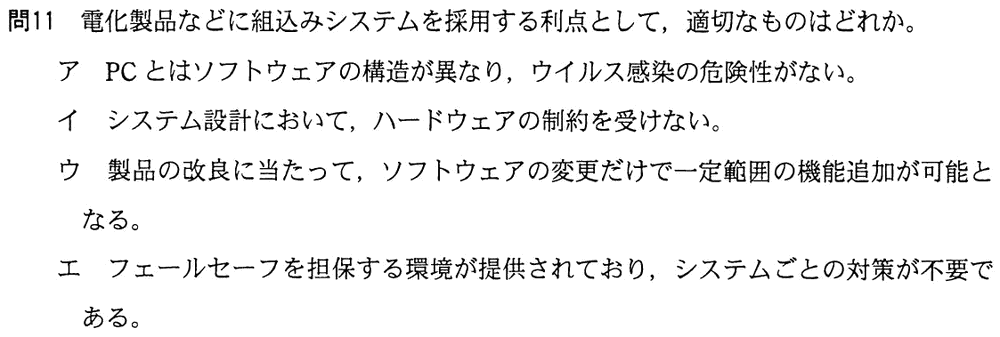 問11 電化製品などに組込みシステムを採用する利点として，適切なものはどれか。
ア PCとはソフトウェアの構造が異なり，ウイルス感染の危険性がない。
イ システム設計において，ハードウェアの制約を受けない。
ウ 製品の改良に当たって，ソフトウェアの変更だけで一定範囲の機能追加が可能と
なる。
エ フェールセーフを担保する環境が提供されており，システムごとの対策が不要で
ある。